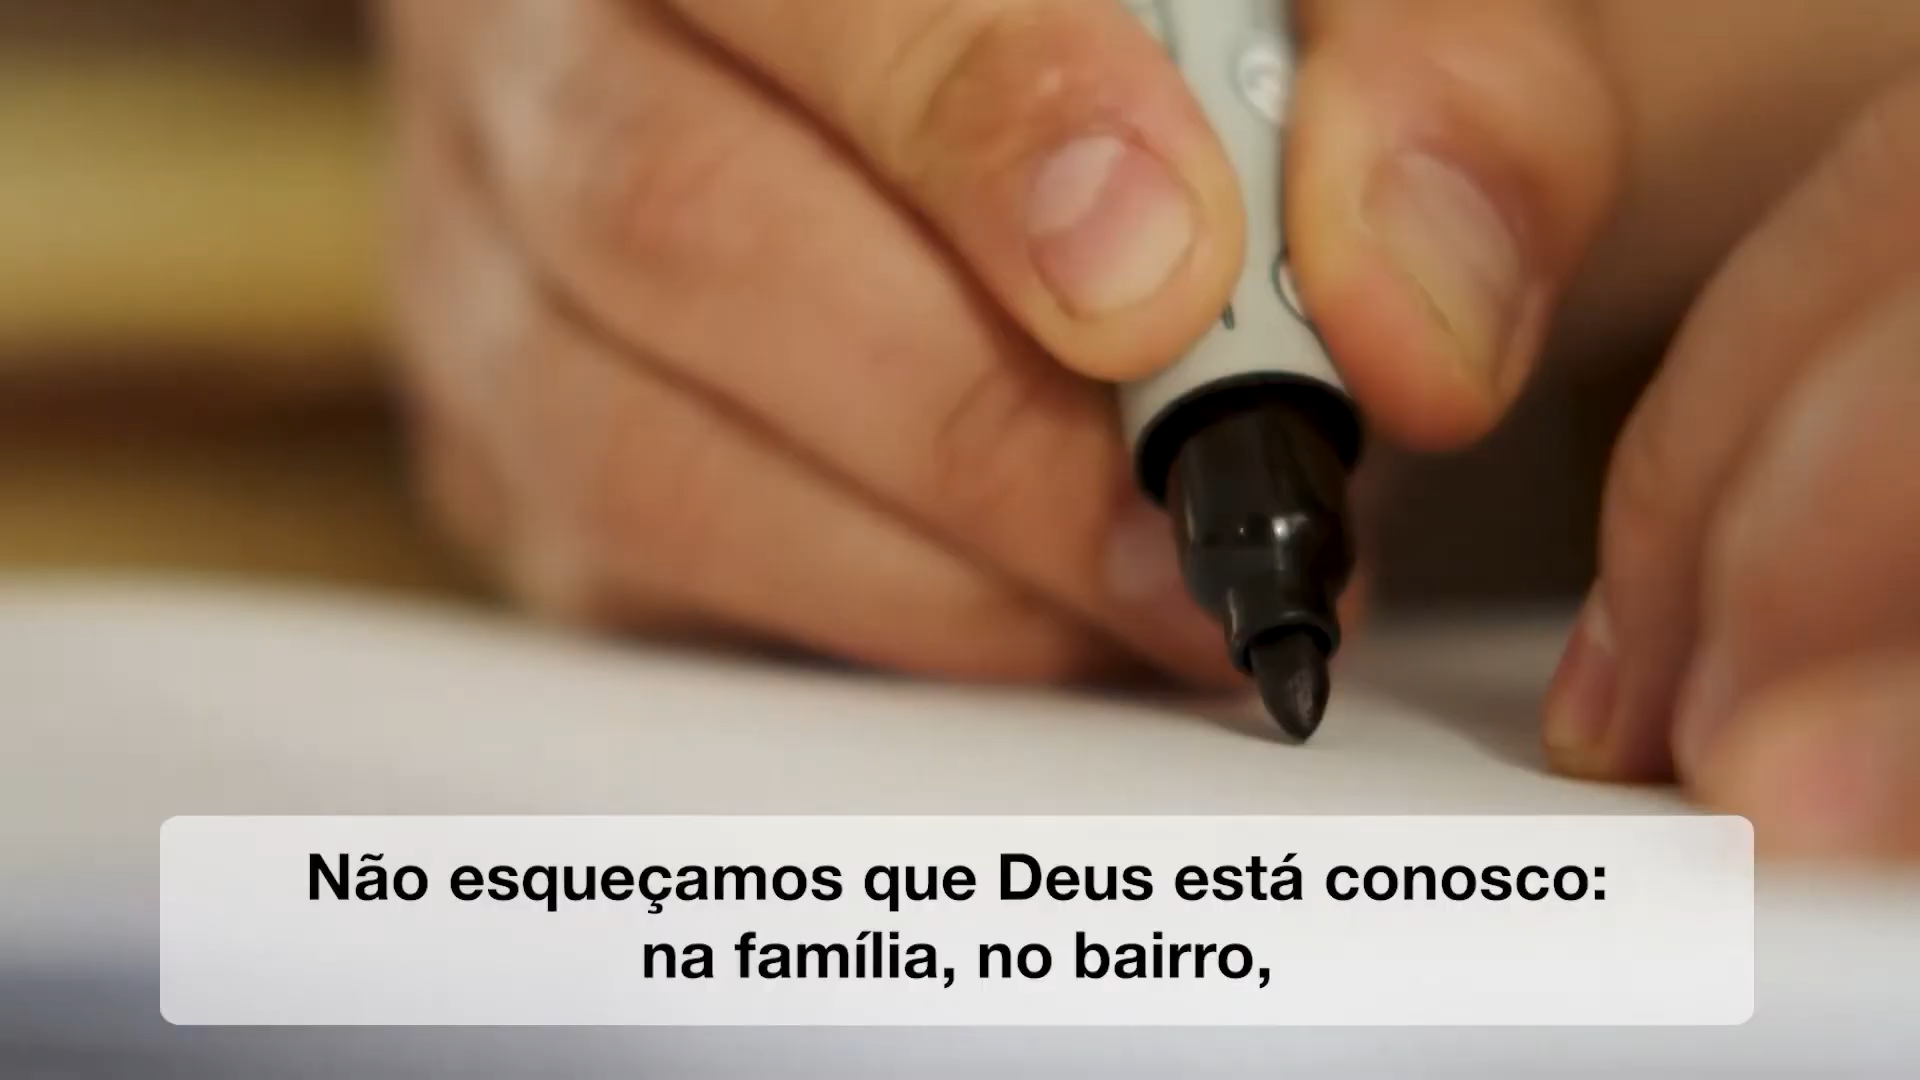 Não esqueçamos que Deus está conosco:
na família, no bairro,